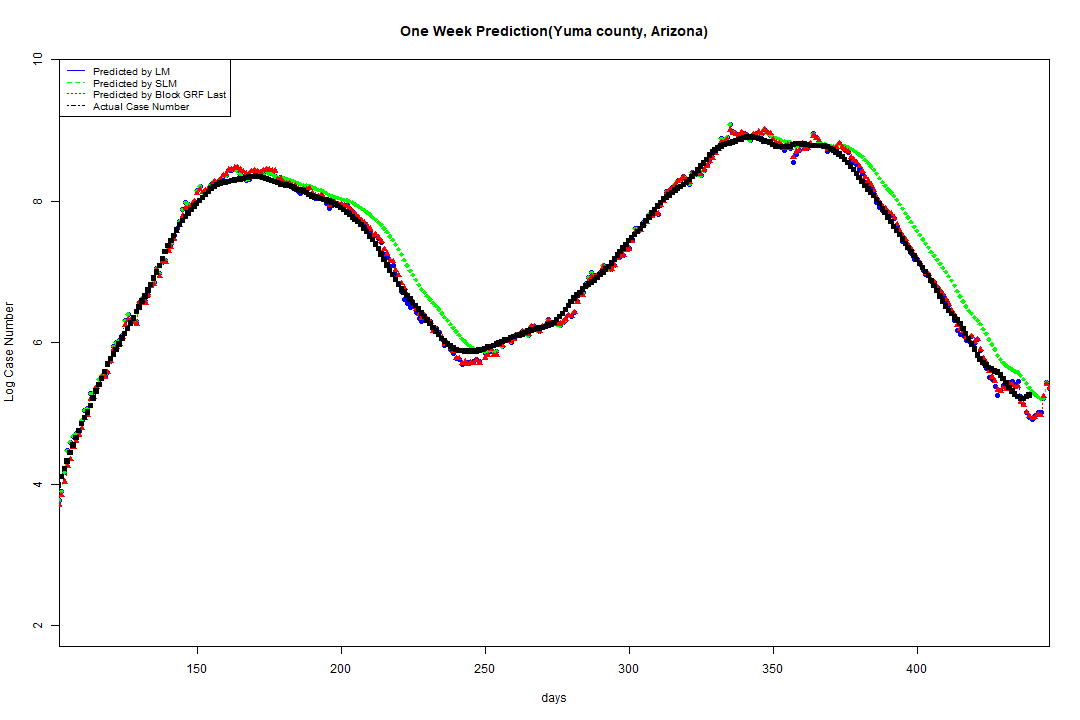 One Week Prediction(Yuma county, Arizona)
Predicted by LM
Predicted by SLM
Predicted by Block GRF Last
Actual Case Number
Log Case Number
10
8
6
4
2
150 200 250 300 350 400
days